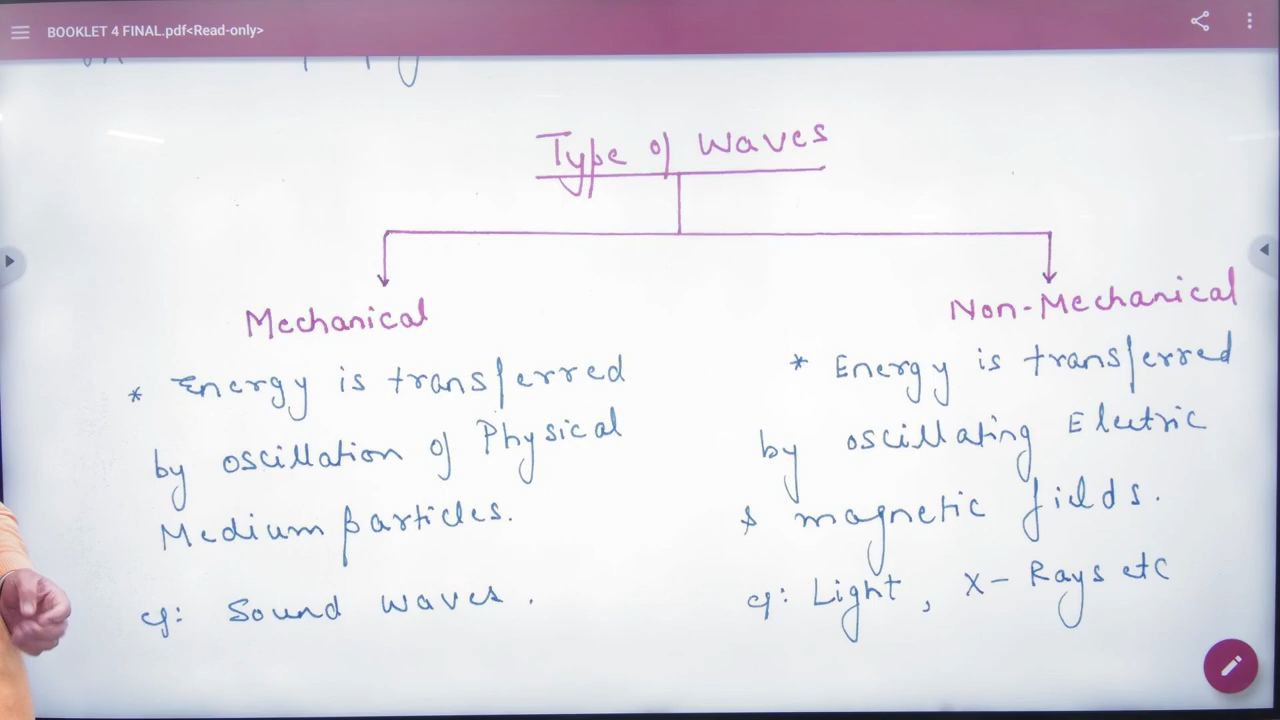 BOOKLET 4 FINAL.pdf<Read-only>
Type of Waves
Mechanical
* Energy is transferred
by oscillation of Physical
Medium particles.
eg: Sound waves.
Non-Mechanical
* Energy is transferred
by oscillating Electric
& magnetic fields.
eg: Light, X-Rays etc